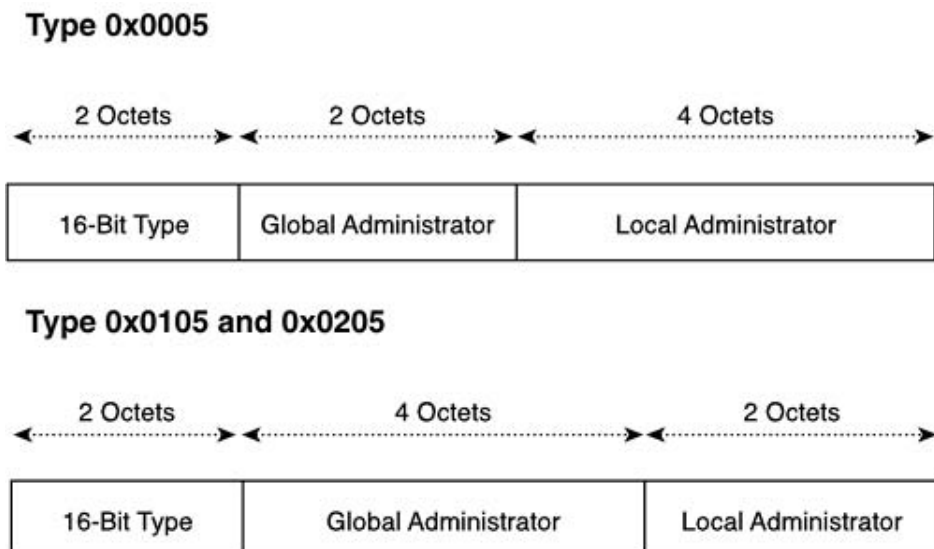 Type 0x0005
2 Octets 2 Octets 4 Octets
16-Bit Type Global Administrator Local Administrator
Type 0x0105 and 0x0205
2 Octets 4 Octets 2 Octets
16-Bit Type Global Administrator Local Administrator